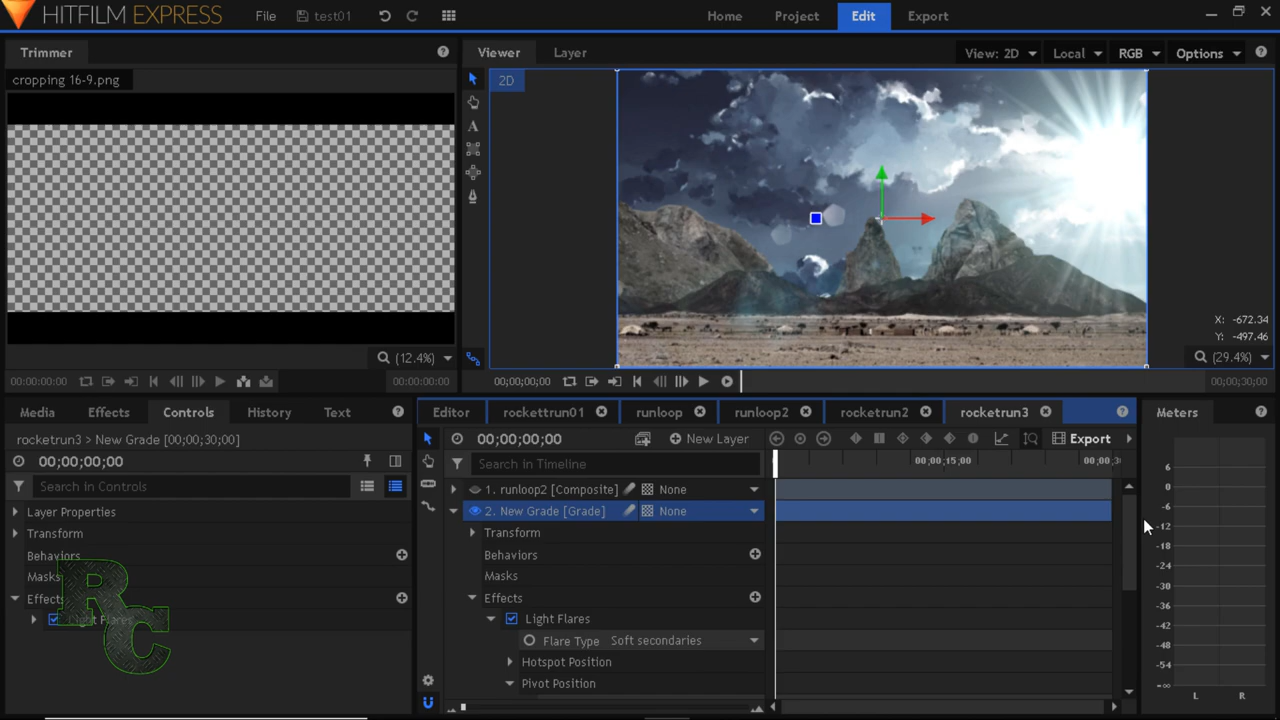 HITFILM EXPRESS
File
test01
Home
Project
Edit
Export
Trimmer
Viewer
Layer
View: 2D
Local
RGB
Options
cropping 16-9.png
2D
X: -672.34
Y: -497.46
(12.4%)
(29.4%)
00:00:00:00
00:00:00:00
00;00;00;00
00;00;30;00
Media
Effects
Controls
History
Text
Editor
rockettrun01
runloop
runloop2
rocketrun2
rocketrun3
Meters
rocketrun3 > New Grade [00;00;30;00]
00;00;00;00
New Layer
Export
00;00;00;00
Search In Controls
Search in Timeline
00;00;15;00
00;00;3
Layer Properties
Transform
Behaviors
Masks
Effects
Light Flares
RC
1. runloop2 [Composite]
None
2. New Grade [Grade]
None
Transform
Behaviors
Masks
Effects
Light Flares
Flare Type
Soft secondaries
Hotspot Position
Pivot Position
6
0
-6
-12
-18
-24
-30
-36
-42
-48
-54
-∞
L
R